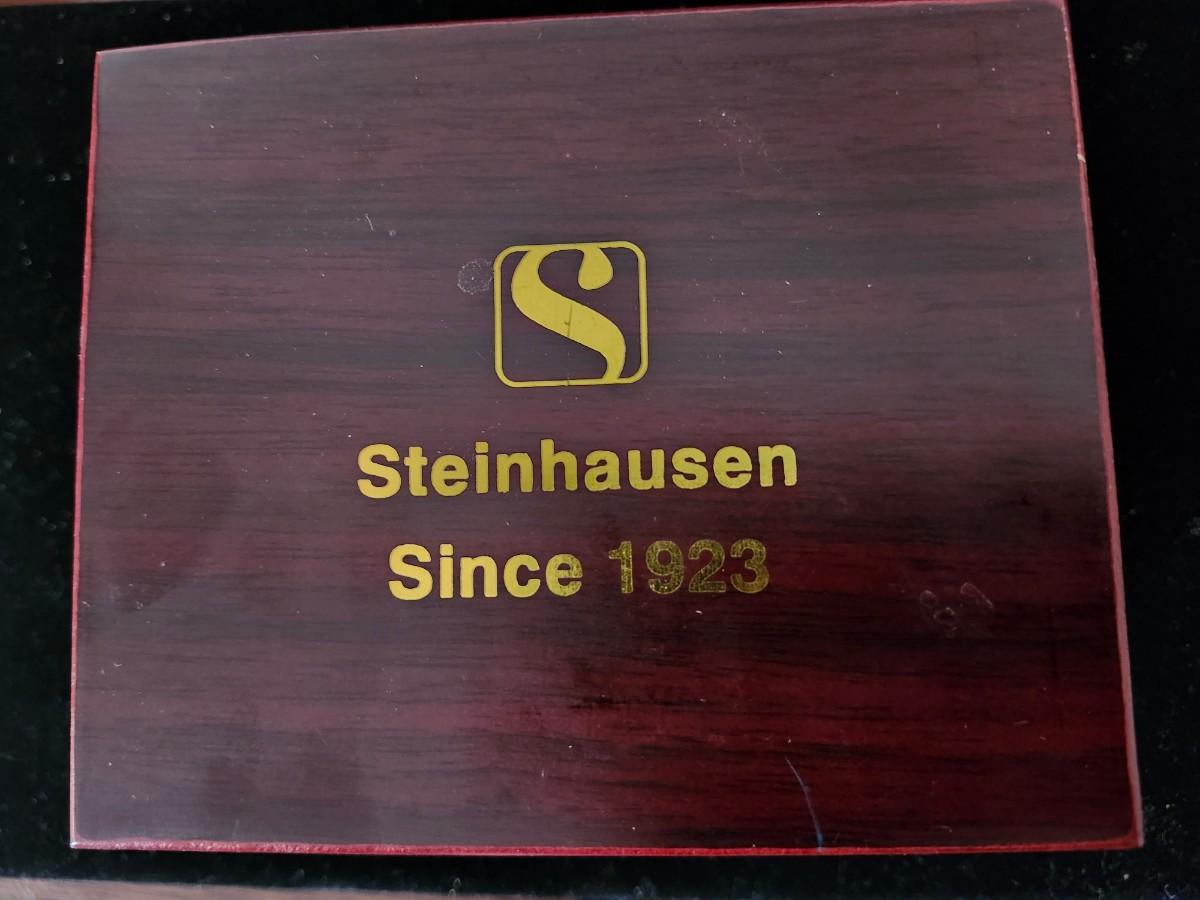 S
Steinhausen
Since 1923